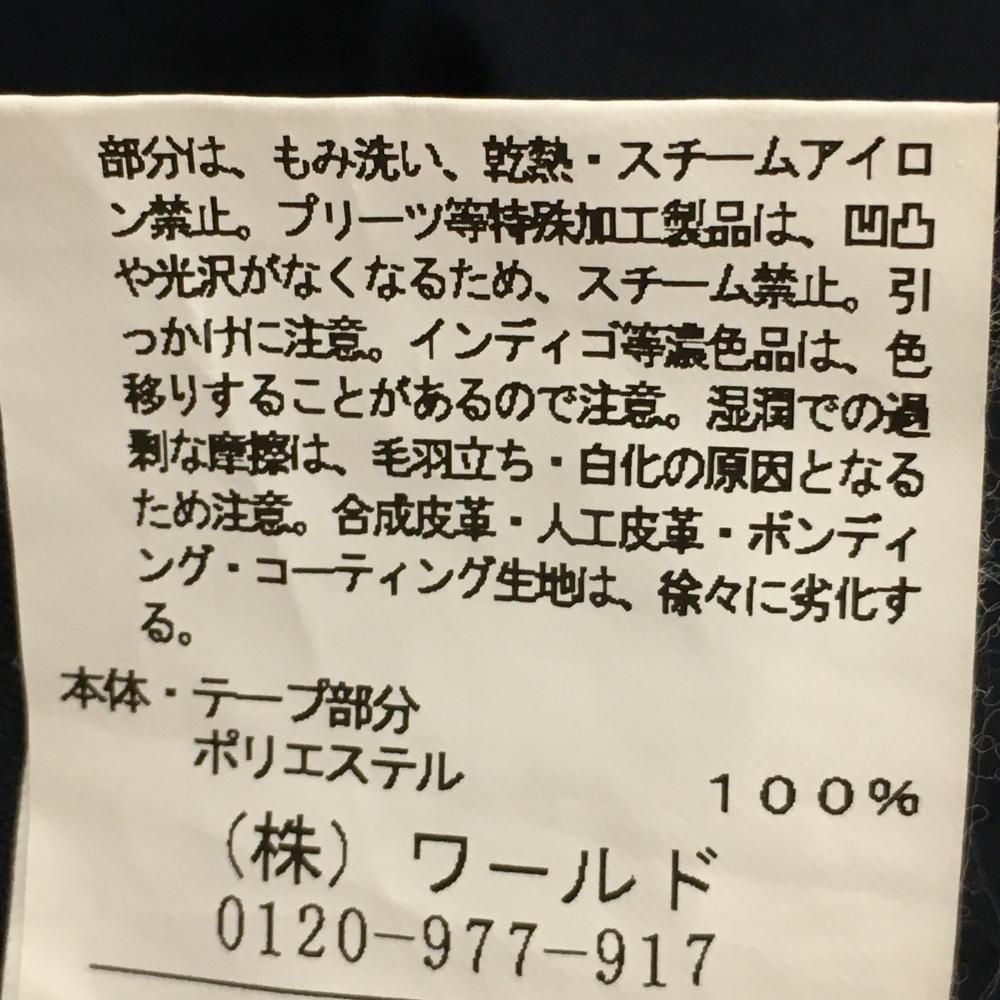 部分は、もみ洗い、乾熱・スチームアイロ
ン禁止。プリーツ等特殊加工製品は、凹凸
や光沢がなくなるため、スチーム禁止。引
っかけに注意。インディゴ等濃色品は、色
移りすることがあるので注意。湿潤での過
剰な摩擦は、毛羽立ち・白化の原因となる
ため注意。合成皮革・人工皮革・ボンディ
ング・コーティング生地は、徐々に劣化す
る。
本体・テープ部分
ポリエステル
１００％
（株）ワールド
0120-977-917